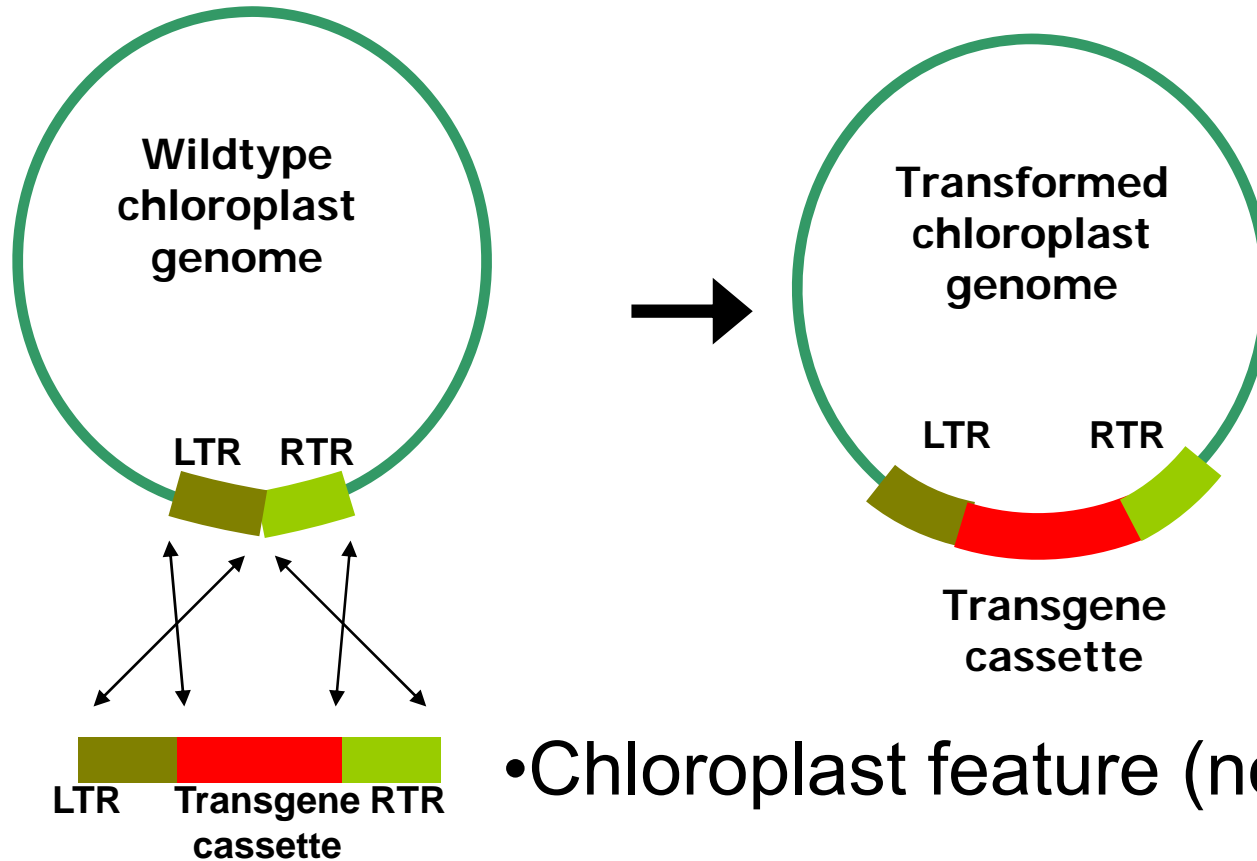 Wildtype
chloroplast
genome
LTR RTR
Transformed
chloroplast
genome
LTR RTR
Transgene
cassette
LTR Transgene RTR
cassette
•Chloroplast feature